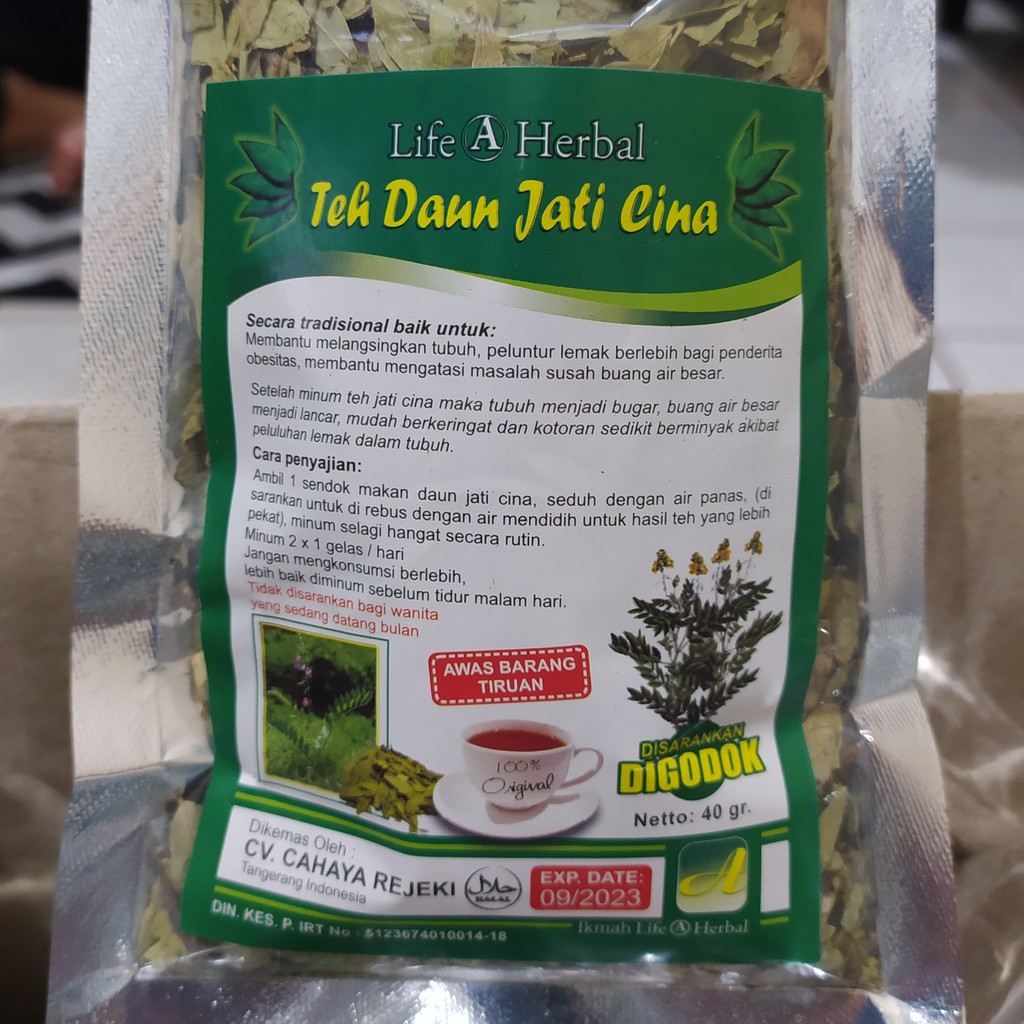 Life A Herbal
Teh Daun Jati Cina
Secara tradisional baik untuk:
Membantu melangsingkan tubuh, peluntur lemak berlebih bagi penderita
obesitas, membantu mengatasi masalah susah buang air besar.
Setelah minum teh jati cina maka tubuh menjadi bugar, buang air besar
menjadi lancar, mudah berkeringat dan kotoran sedikit berminyak akibat
peluluhan lemak dalam tubuh.
Cara penyajian:
Ambil 1 sendok makan daun jati cina, seduh dengan air panas, (di
sarankan untuk di rebus dengan air mendidih untuk hasil teh yang lebih
pekat), minum selagi hangat secara rutin.
Minum 2 x 1 gelas / hari
Jangan mengkonsumsi berlebih,
lebih baik diminum sebelum tidur malam hari.
Tidak disarankan bagi wanita
yang sedang datang bulan
AWAS BARANG
TIRUAN
100%
Original
DISARANKAN
DIGODOK
Netto: 40 gr.
Dikemas Oleh :
CV. CAHAYA REJEKI
Tangerang Indonesia
حلال
HALAL
EXP. DATE:
09/2023
A
DIN. KES. P. IRT No : 5123674010014-18
Ikmah Life A Herbal